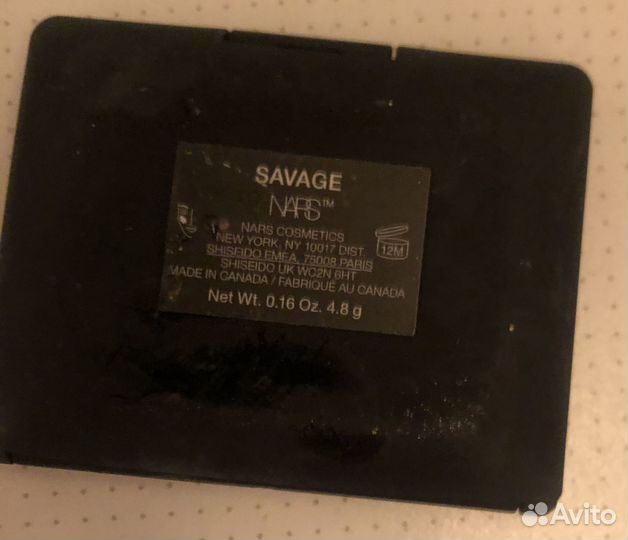 SAVAGE
NARS™
NARS COSMETICS
NEW YORK, NY 10017 DIST.
SHISEIDO EMEA, 75008 PARIS
SHISEIDO UK WC2N 6HT
MADE IN CANADA / FABRIQUÉ AU CANADA
Net Wt. 0.16 Oz. 4.8 g
12M
Avito